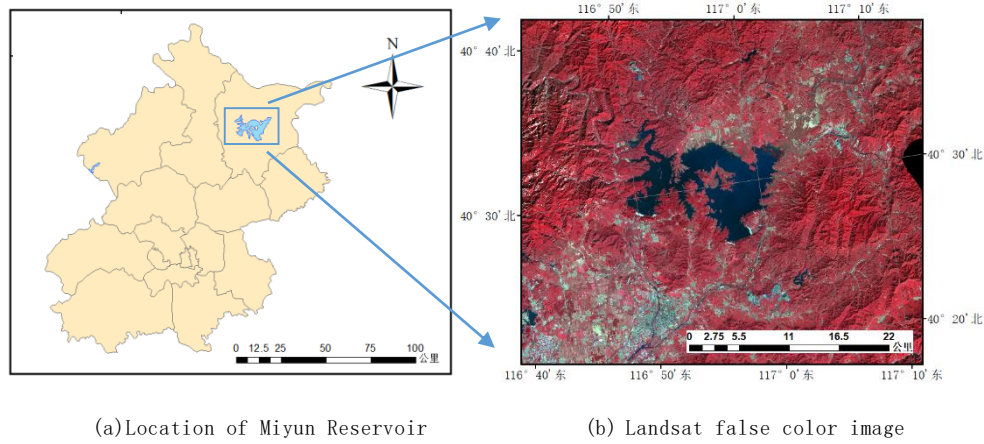 N
0 12.5 25 50 75 100
公里
116° 50′东 117° 0′东 117° 10′东
40° 40′北
40° 30′北
40° 30′北
40° 20′北
0 2.75 5.5 11 16.5 22
公里
116° 40′东 116° 50′东 117° 0′东 117° 10′东
(a)Location of Miyun Reservoir
(b) Landsat false color image